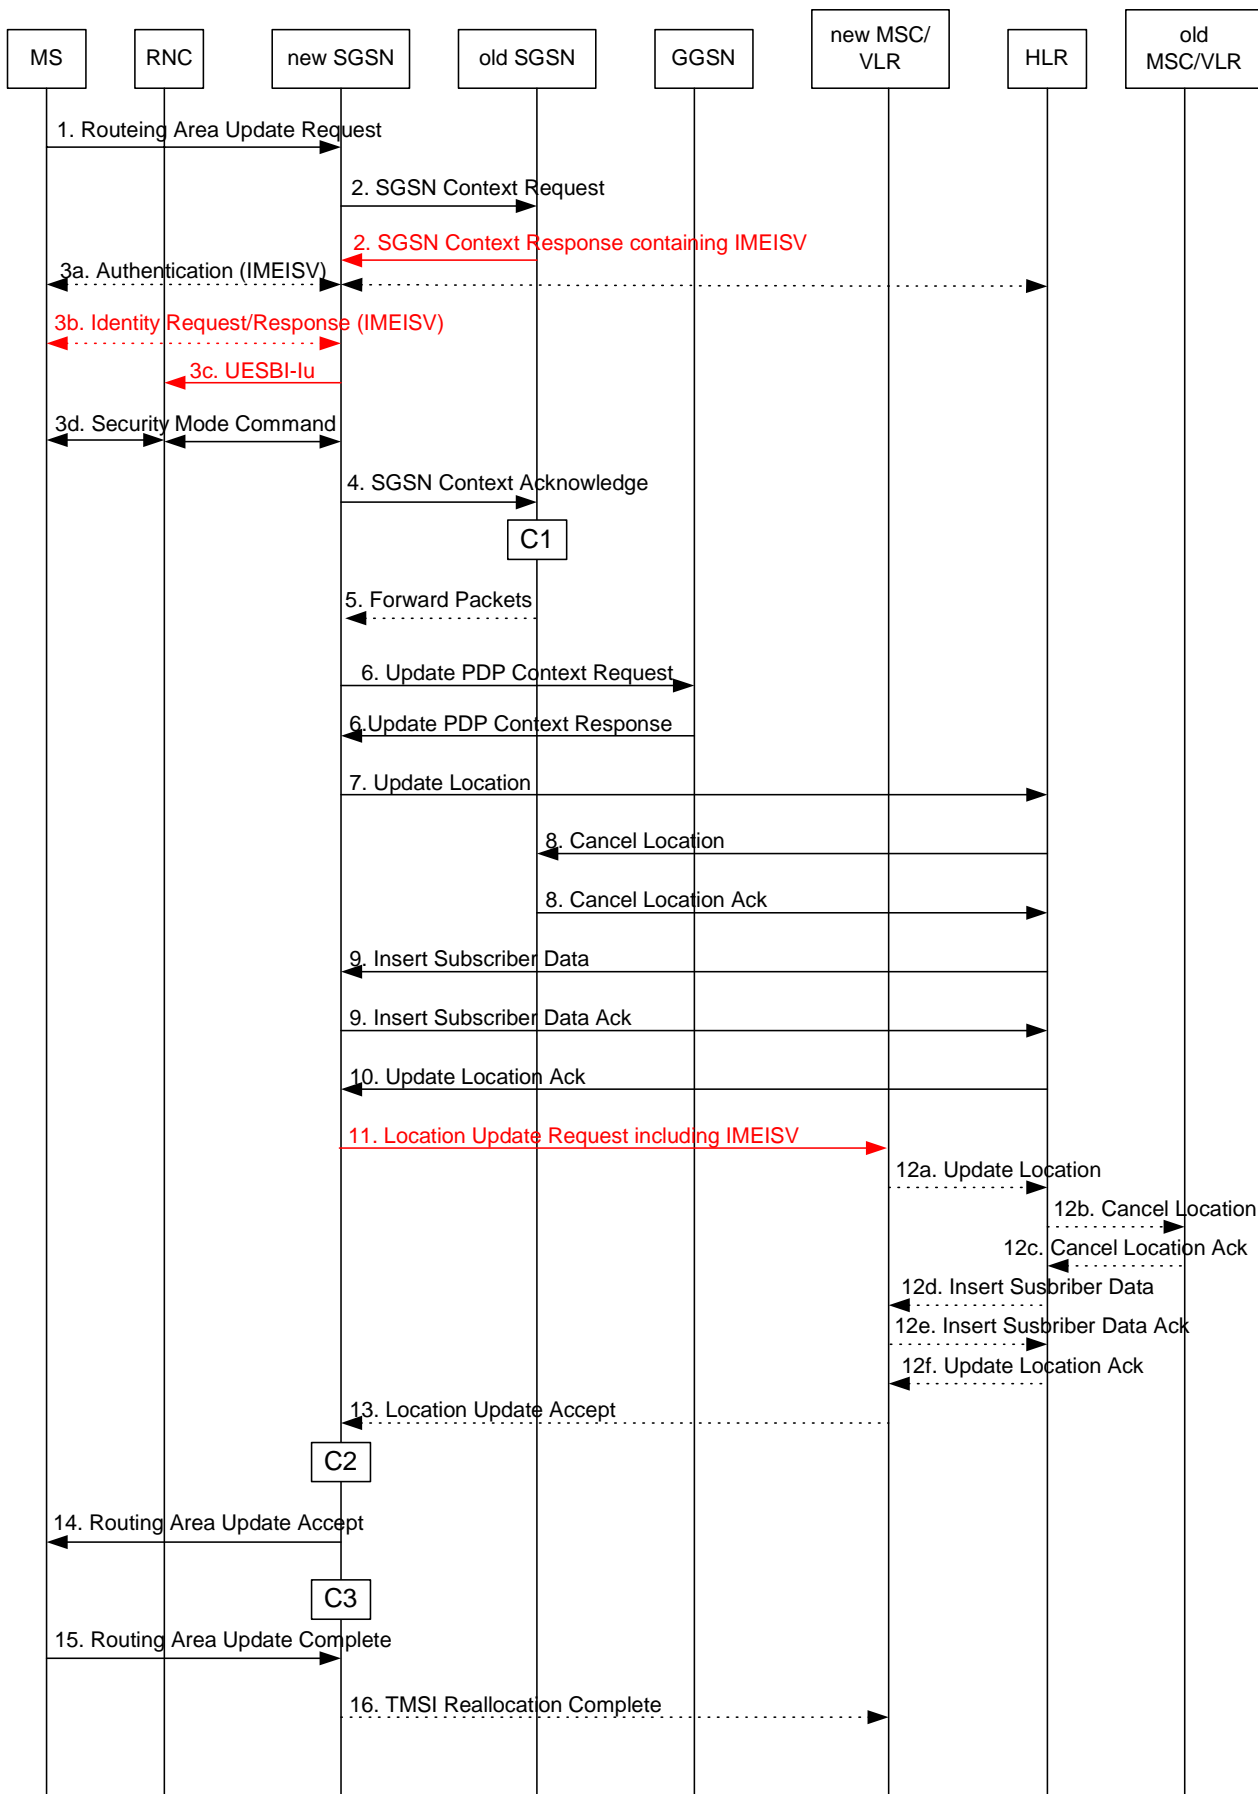 MS
RNC
new SGSN
old SGSN
GGSN
new MSC/
VLR
HLR
old
MSC/VLR
1. Routeing Area Update Request
2. SGSN Context Request
2. SGSN Context Response containing IMEISV
3a. Authentication (IMEISV)
3b. Identity Request/Response (IMEISV)
3c. UESBI-Iu
3d. Security Mode Command
4. SGSN Context Acknowledge
C1
5. Forward Packets
6. Update PDP Context Request
6.Update PDP Context Response
7. Update Location
8. Cancel Location
8. Cancel Location Ack
9. Insert Subscriber Data
9. Insert Subscriber Data Ack
10. Update Location Ack
11. Location Update Request including IMEISV
12a. Update Location
12b. Cancel Location
12c. Cancel Location Ack
12d. Insert Susbriber Data
12e. Insert Susbriber Data Ack
12f. Update Location Ack
13. Location Update Accept
C2
14. Routing Area Update Accept
C3
15. Routing Area Update Complete
16. TMSI Reallocation Complete